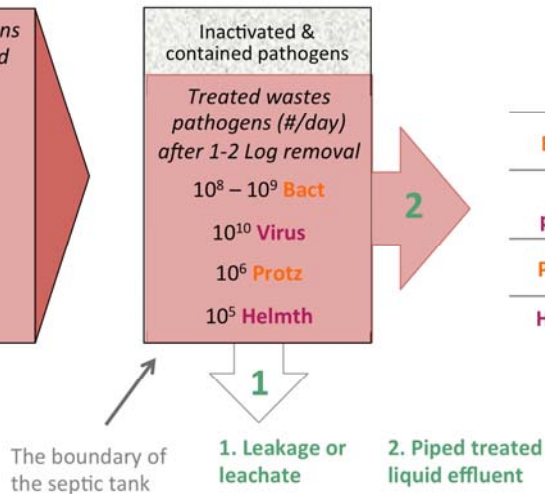 ns
d
Inactivated &
contained pathogens
Treated wastes
pathogens (#/day)
after 1-2 Log removal
10⁸ – 10⁹ Bact
10¹⁰ Virus
10⁶ Protz
10⁵ Helmth
2
P
H
1
The boundary of
the septic tank
1. Leakage or
leachate
2. Piped treated
liquid effluent